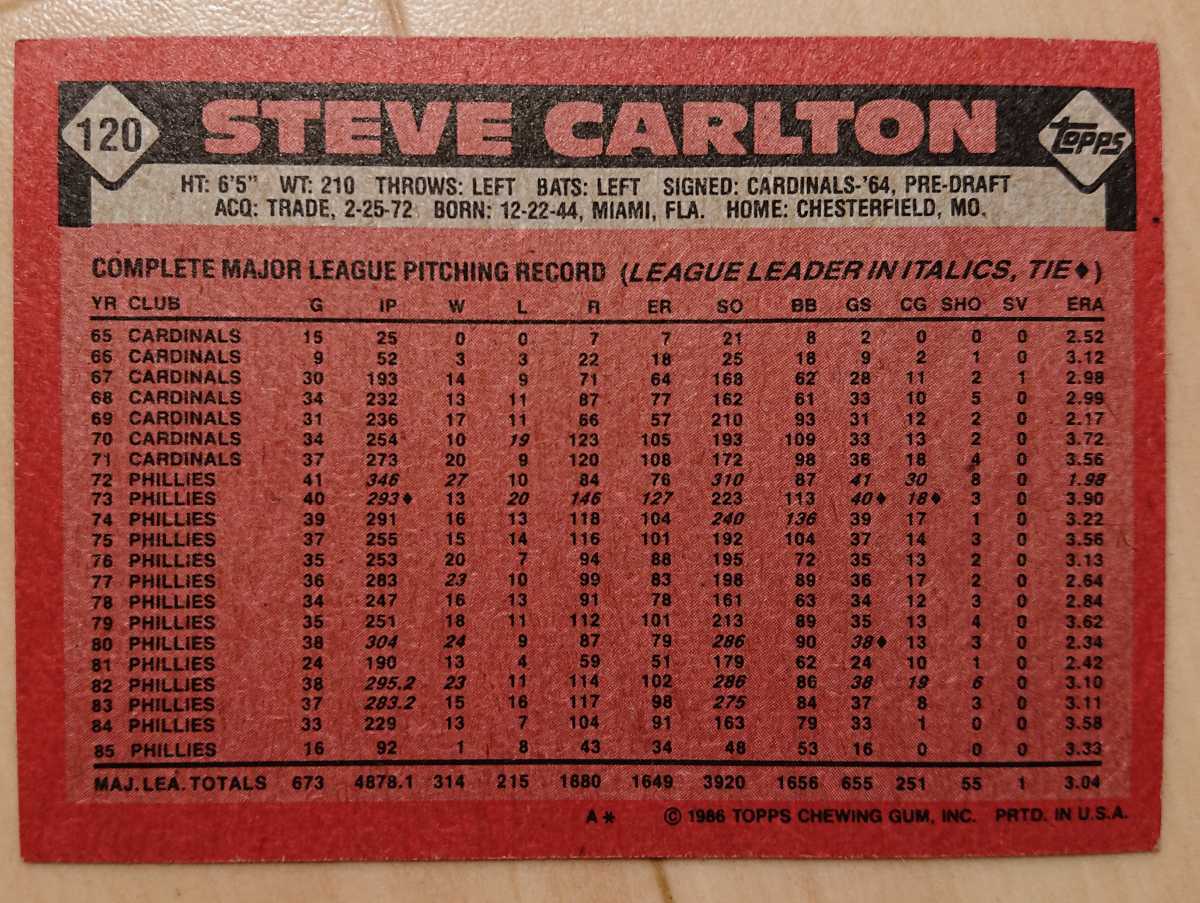 120 STEVE CARLTON TOPPS
HT: 6'5" WT: 210 THROWS: LEFT BATS: LEFT SIGNED: CARDINALS-'64, PRE-DRAFT
ACQ: TRADE, 2-25-72 BORN: 12-22-44, MIAMI, FLA. HOME: CHESTERFIELD, MO.
COMPLETE MAJOR LEAGUE PITCHING RECORD (LEAGUE LEADER IN ITALICS, TIE♦)
YR CLUB G IP W L R ER SO BB GS CG SHO SV ERA
65 CARDINALS 15 25 0 0 7 7 21 8 2 0 0 0 2.52
66 CARDINALS 9 52 3 3 22 18 25 18 9 2 1 0 3.12
67 CARDINALS 30 193 14 9 71 64 168 62 28 11 2 1 2.98
68 CARDINALS 34 232 13 11 87 77 162 61 33 10 5 0 2.99
69 CARDINALS 31 236 17 11 66 57 210 93 31 12 2 0 2.17
70 CARDINALS 34 254 10 19 123 105 193 109 33 13 2 0 3.72
71 CARDINALS 37 273 20 9 120 108 172 98 36 18 4 0 3.56
72 PHILLIES 41 346 27 10 84 76 310 87 41 30 8 0 1.98
73 PHILLIES 40 293♦ 13 20 146 127 223 113 40♦ 18♦ 3 0 3.90
74 PHILLIES 39 291 16 13 118 104 240 136 39 17 1 0 3.22
75 PHILLIES 37 255 15 14 116 101 192 104 37 14 3 0 3.56
76 PHILLIES 35 253 20 7 94 88 195 72 35 13 2 0 3.13
77 PHILLIES 36 283 23 10 99 83 198 89 36 17 2 0 2.64
78 PHILLIES 34 247 16 13 91 78 161 63 34 12 3 0 2.84
79 PHILLIES 35 251 18 11 112 101 213 89 35 13 4 0 3.62
80 PHILLIES 38 304 24 9 87 79 286 90 38♦ 13 3 0 2.34
81 PHILLIES 24 190 13 4 59 51 179 62 24 10 1 0 2.42
82 PHILLIES 38 295.2 23 11 114 102 286 86 38 19 6 0 3.10
83 PHILLIES 37 283.2 15 16 117 98 275 84 37 8 3 0 3.11
84 PHILLIES 33 229 13 7 104 91 163 79 33 1 0 0 3.58
85 PHILLIES 16 92 1 8 43 34 48 53 16 0 0 0 3.33
MAJ. LEA. TOTALS 673 4878.1 314 215 1680 1649 3920 1656 655 251 55 1 3.04
A* © 1986 TOPPS CHEWING GUM, INC. PRTD. IN U.S.A.